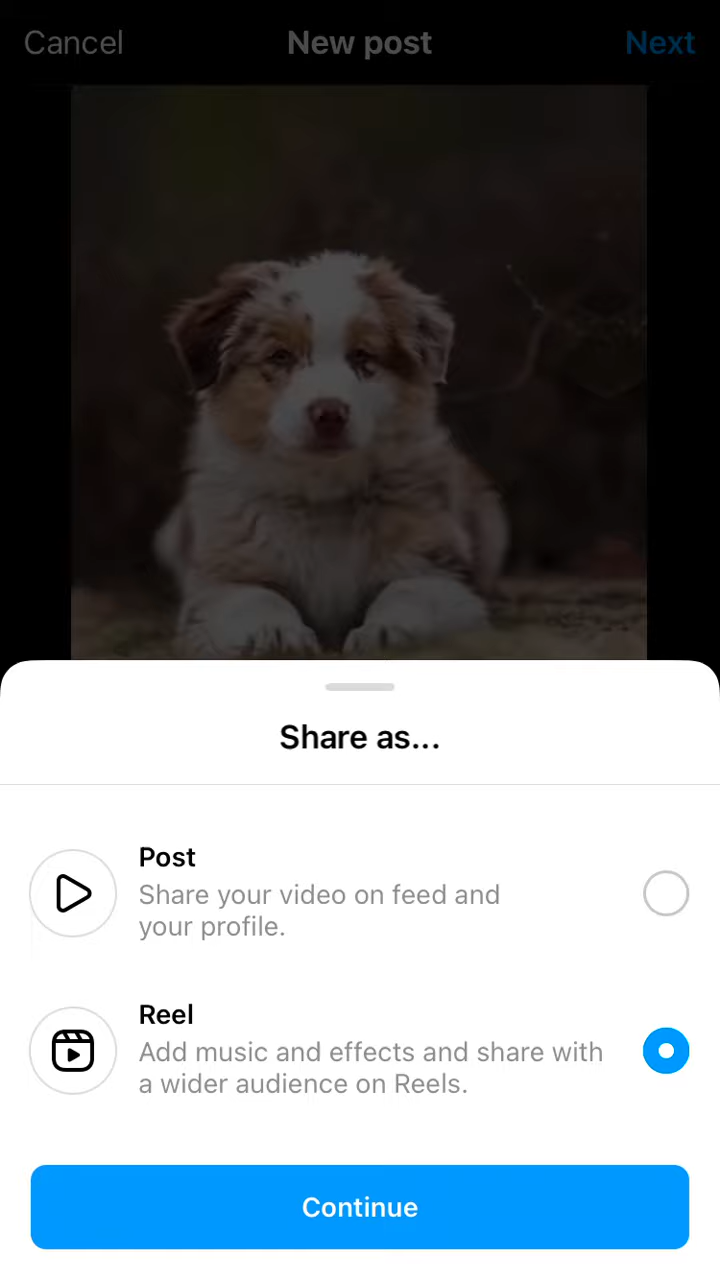 Cancel New post Next
Share as...
Post
Share your video on feed and
your profile.
Reel
Add music and effects and share with
a wider audience on Reels.
Continue